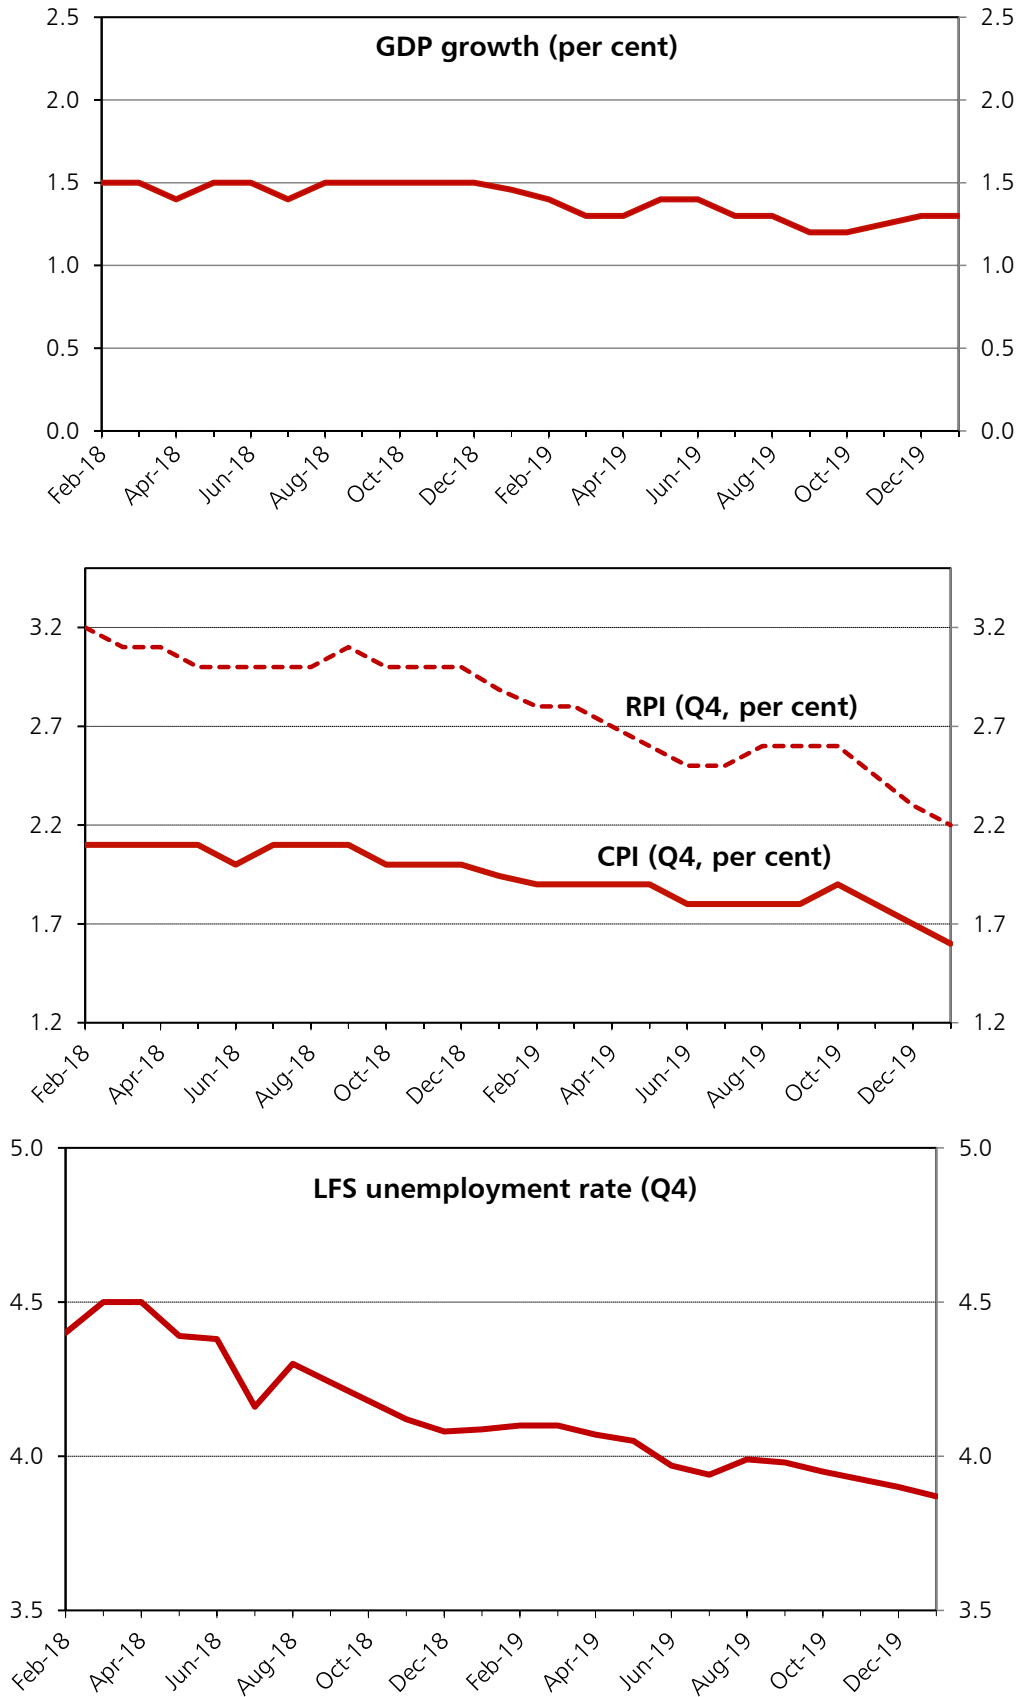 GDP growth (per cent)
2.5 2.5
2.0 2.0
1.5 1.5
1.0 1.0
0.5 0.5
0.0 0.0
Feb-18 Apr-18 Jun-18 Aug-18 Oct-18 Dec-18 Feb-19 Apr-19 Jun-19 Aug-19 Oct-19 Dec-19
3.2 3.2
RPI (Q4, per cent)
2.7 2.7
2.2 2.2
CPI (Q4, per cent)
1.7 1.7
1.2 1.2
Feb-18 Apr-18 Jun-18 Aug-18 Oct-18 Dec-18 Feb-19 Apr-19 Jun-19 Aug-19 Oct-19 Dec-19
5.0 5.0
LFS unemployment rate (Q4)
4.5 4.5
4.0 4.0
3.5 3.5
Feb-18 Apr-18 Jun-18 Aug-18 Oct-18 Dec-18 Feb-19 Apr-19 Jun-19 Aug-19 Oct-19 Dec-19